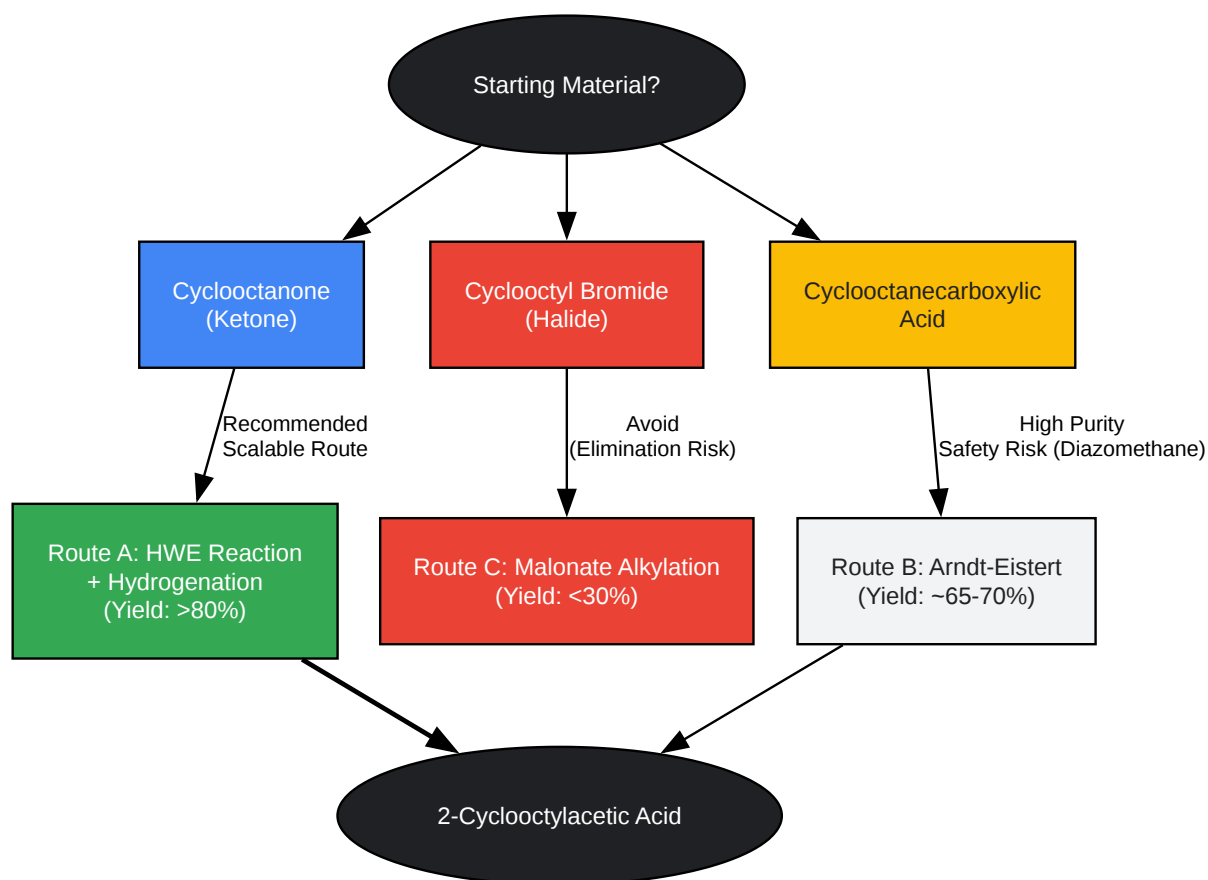 Starting Material?
Cyclooctanone
(Ketone)
Cyclooctyl Bromide
(Halide)
Cyclooctanecarboxylic
Acid
Recommended
Scalable Route
Avoid
(Elimination Risk)
High Purity
Safety Risk (Diazomethane)
Route A: HWE Reaction
+ Hydrogenation
(Yield: >80%)
Route C: Malonate Alkylation
(Yield: <30%)
Route B: Arndt-Eistert
(Yield: ~65-70%)
2-Cyclooctylacetic Acid